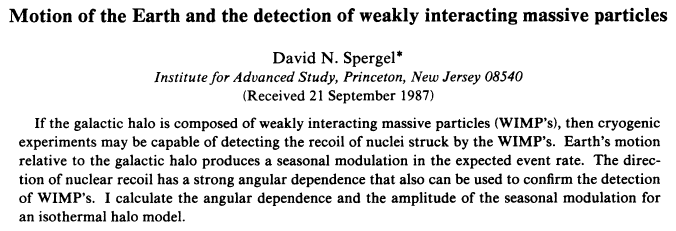 Motion of the Earth and the detection of weakly interacting massive particles
David N. Spergel*
Institute for Advanced Study, Princeton, New Jersey 08540
(Received 21 September 1987)
If the galactic halo is composed of weakly interacting massive particles (WIMP's), then cryogenic
experiments may be capable of detecting the recoil of nuclei struck by the WIMP's. Earth's motion
relative to the galactic halo produces a seasonal modulation in the expected event rate. The direc-
tion of nuclear recoil has a strong angular dependence that also can be used to confirm the detection
of WIMP's. I calculate the angular dependence and the amplitude of the seasonal modulation for
an isothermal halo model.